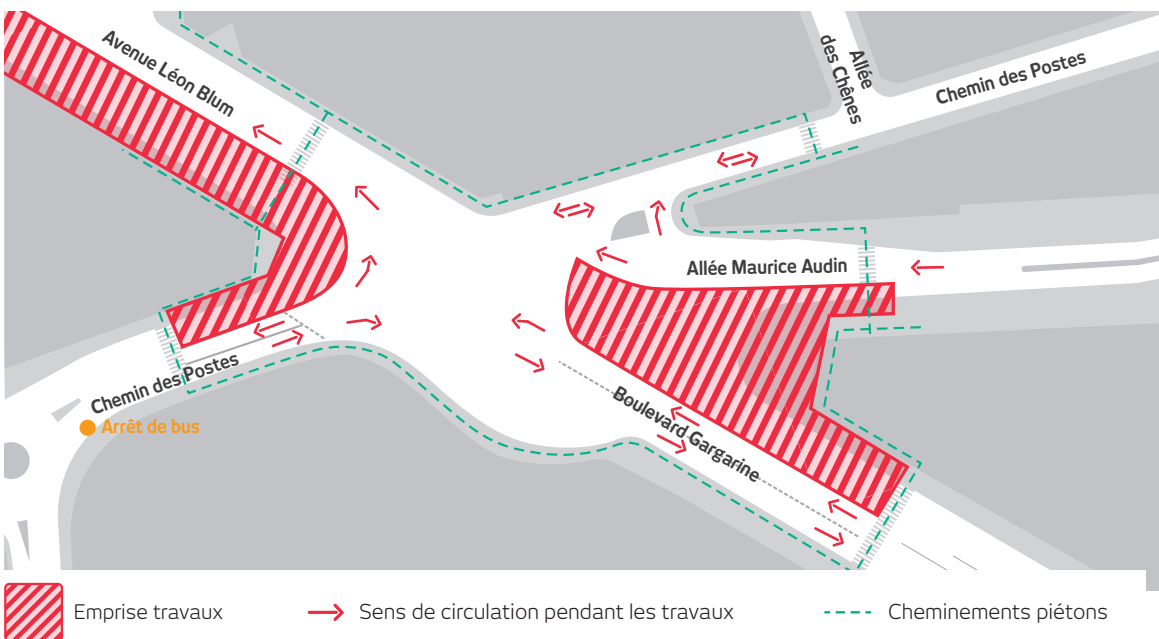 Avenue Léon Blum
Allée
des Chênes
Chemin des Postes
Allée Maurice Audin
Chemin des Postes
Boulevard Gargarine
Arrêt de bus
Emprise travaux
Sens de circulation pendant les travaux
Cheminements piétons